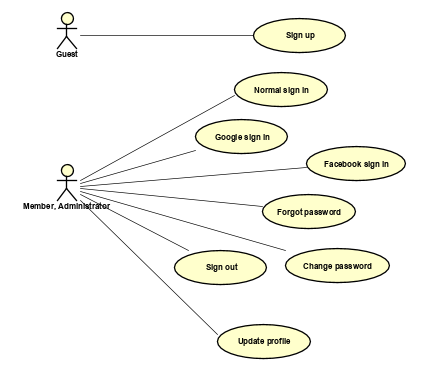 Sign up
Guest
Normal sign in
Google sign in
Facebook sign in
Member, Administrator
Forgot password
Sign out
Change password
Update profile